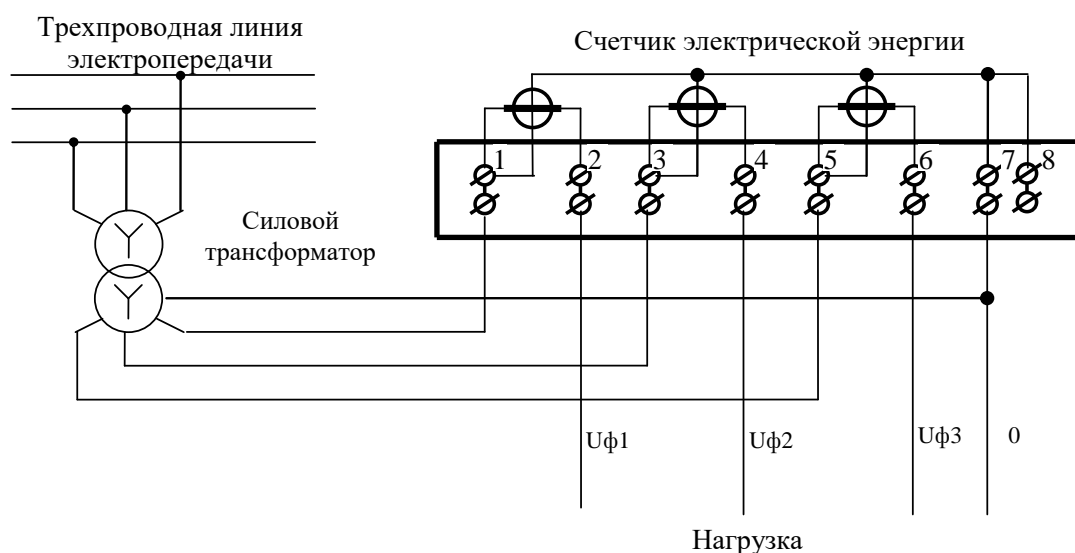 Трехпроводная линия
электропередачи
Счетчик электрической энергии
1 2 3 4 5 6 7 8
Силовой
трансформатор
Uф1 Uф2 Uф3 0
Нагрузка